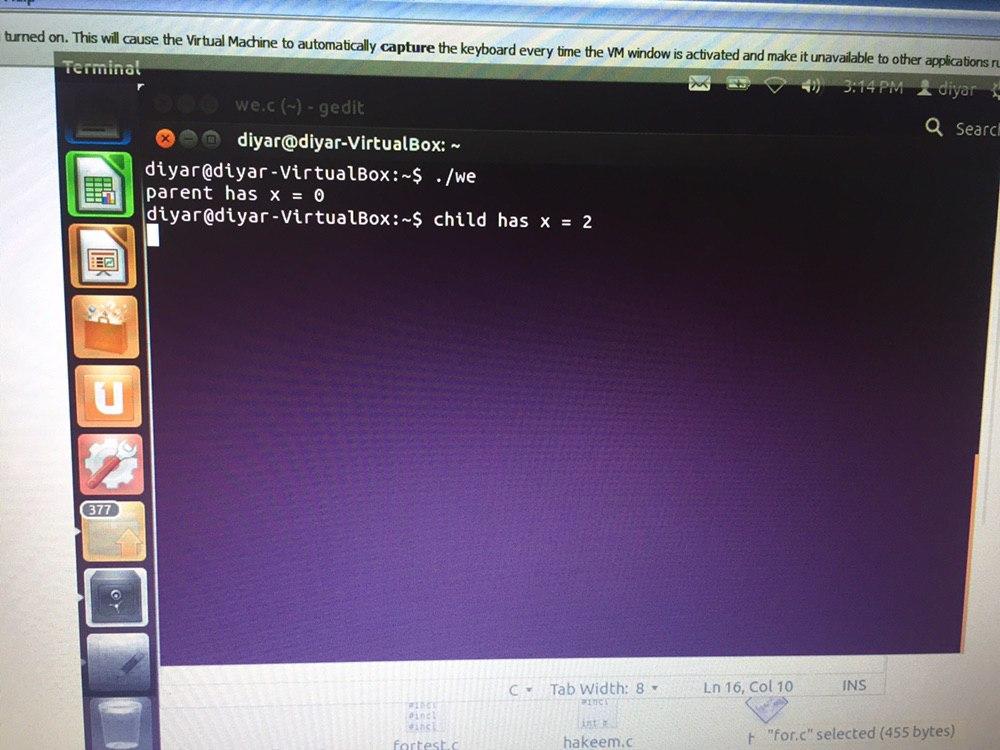 turned on. This will cause the Virtual Machine to automatically capture the keyboard every time the VM window is activated and make it unavailable to other applications
Terminal
3:14 PM diyar
we.c (~) - gedit
Search
diyar@diyar-VirtualBox: ~
diyar@diyar-VirtualBox:~$ ./we
parent has x = 0
diyar@diyar-VirtualBox:~$ child has x = 2
377
C Tab Width: 8 Ln 16, Col 10 INS
#incl
#incl
int
fortest.c
hakeem.c
"for.c" selected (455 bytes)